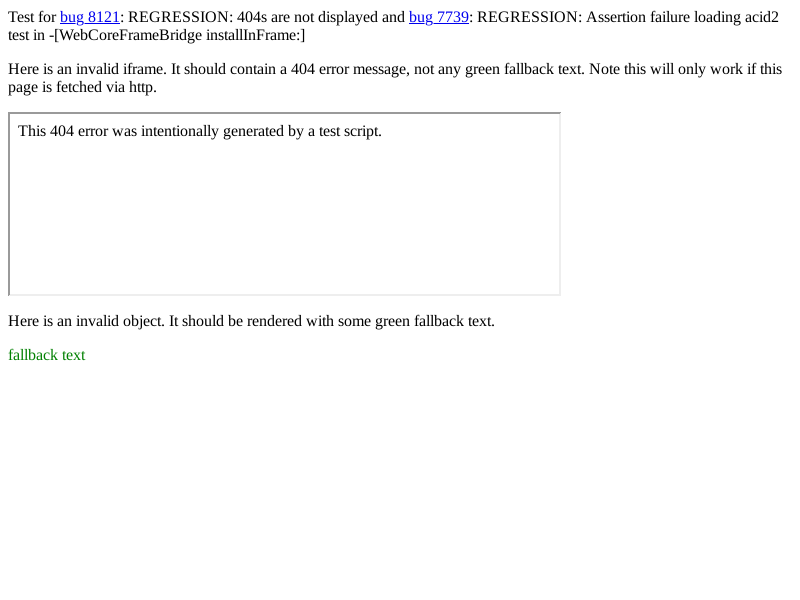 Test for bug 8121: REGRESSION: 404s are not displayed and bug 7739: REGRESSION: Assertion failure loading acid2
test in -[WebCoreFrameBridge installInFrame:]
Here is an invalid iframe. It should contain a 404 error message, not any green fallback text. Note this will only work if this
page is fetched via http.
This 404 error was intentionally generated by a test script.
Here is an invalid object. It should be rendered with some green fallback text.
fallback text